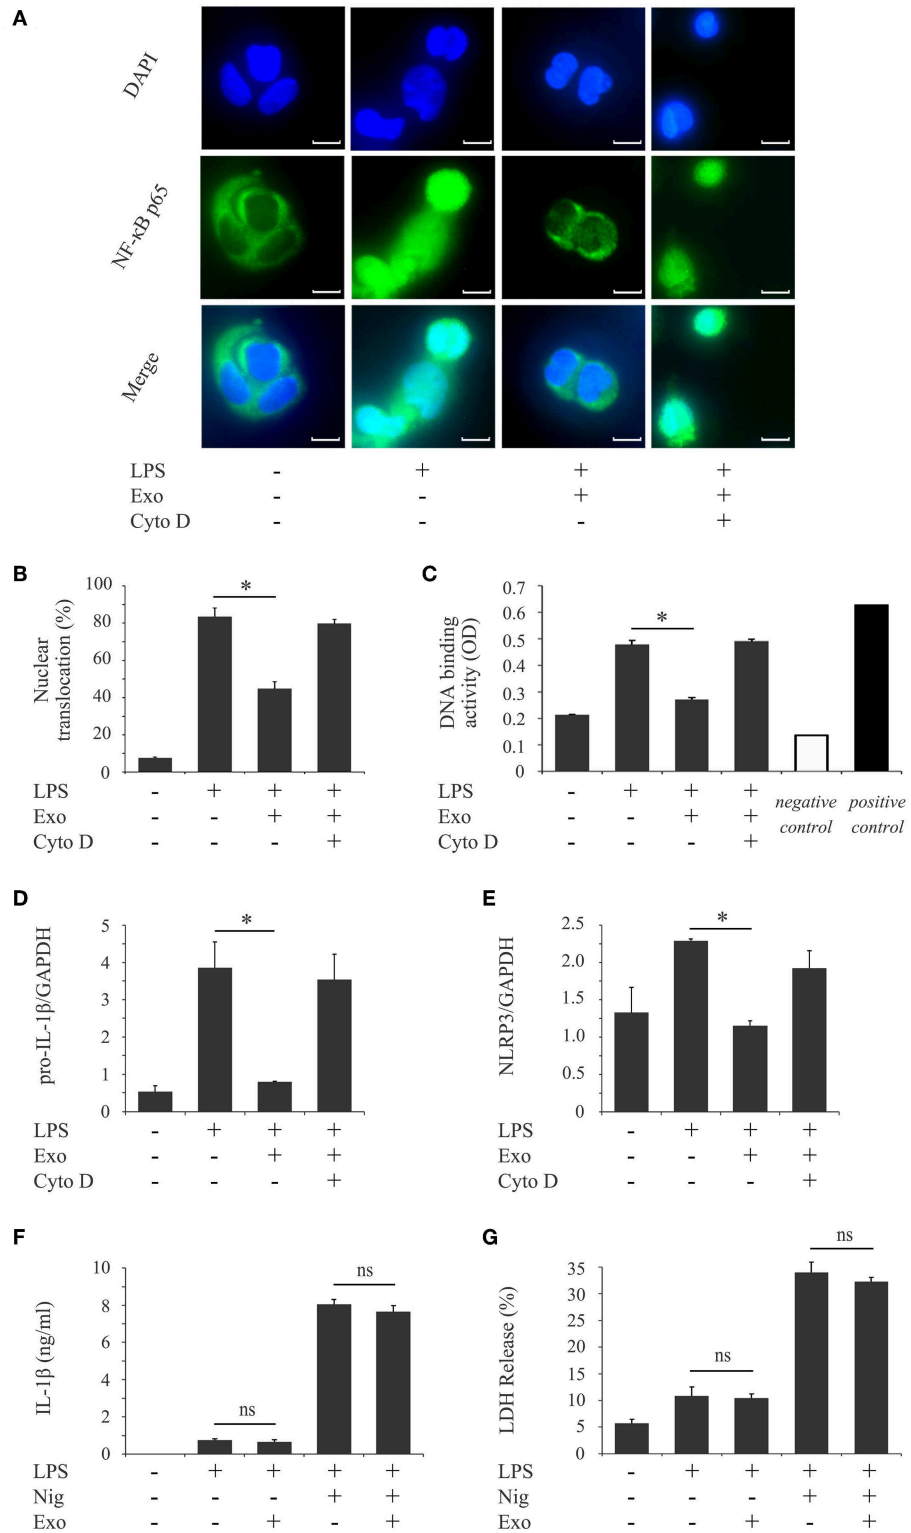 A
DAPI
NF-κB p65
Merge
LPS - + + +
Exo - - + +
Cyto D - - - +
B
Nuclear
translocation (%)
100
80
60
40
20
0
*
LPS - + + +
Exo - - + +
Cyto D - - - +
C
DNA binding
activity (OD)
0.7
0.6
0.5
0.4
0.3
0.2
0.1
0
*
LPS - + + +
Exo - - + +
Cyto D - - - +
negative
control
positive
control
D
pro-IL-1β/GAPDH
5
4
3
2
1
0
*
LPS - + + +
Exo - - + +
Cyto D - - - +
E
NLRP3/GAPDH
2.5
2.0
1.5
1.0
0.5
0
*
LPS - + + +
Exo - - + +
Cyto D - - - +
F
IL-1β (ng/ml)
10
8
6
4
2
0
ns
ns
LPS - + + + +
Nig - - - + +
Exo - - + - +
G
LDH Release (%)
35
30
25
20
15
10
5
0
ns
ns
LPS - + + + +
Nig - - - + +
Exo - - + - +